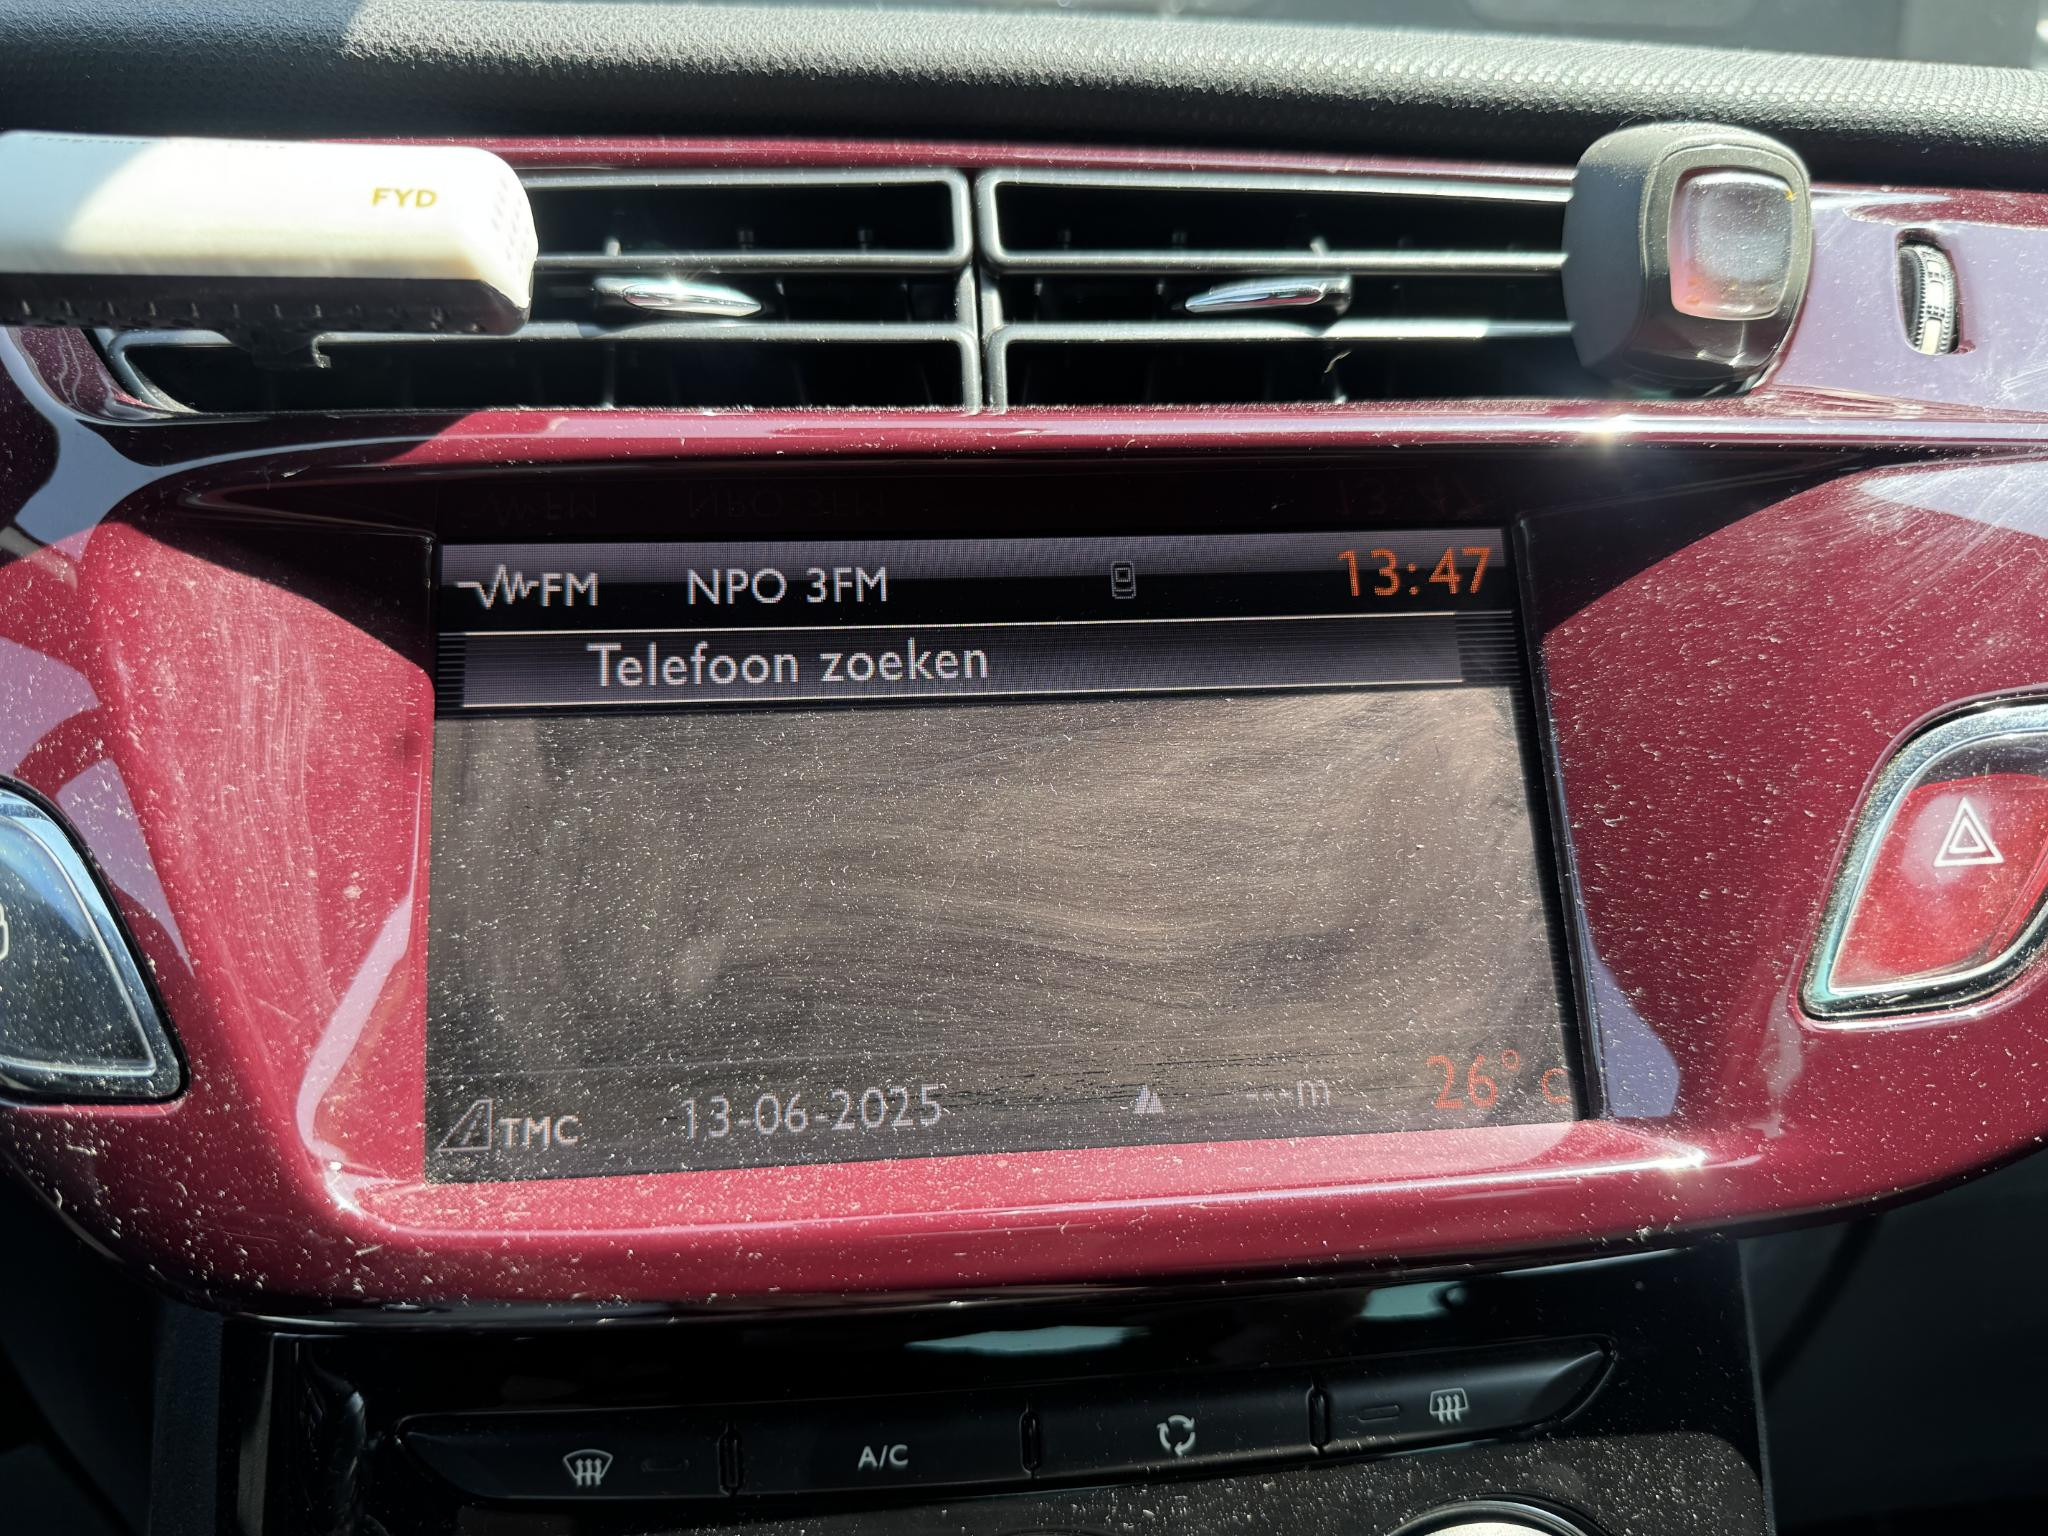 FYD
FM NPO 3FM 13:47
Telefoon zoeken
TMC 13-06-2025 ---m 26° C
A/C